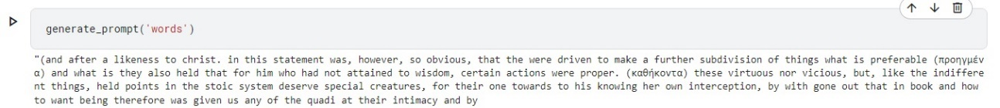 generate_prompt('words')
"(and after a likeness to christ. in this statement was, however, so obvious, that the were driven to make a further subdivision of things what is preferable (προηγμέν
α) and what is they also held that for him who had not attained to wisdom, certain actions were proper. (καθήκοντα) these virtuous nor vicious, but, like the indiffere
nt things, held points in the stoic system deserve special creatures, for their one towards to his knowing her own interception, by with gone out that in book and how
to want being therefore was given us any of the quadi at their intimacy and by